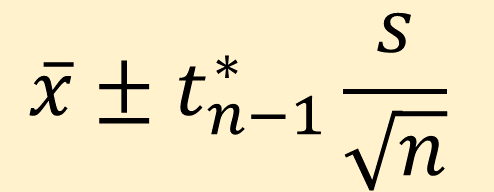 x̄ ± t*ₙ₋₁ s/√n